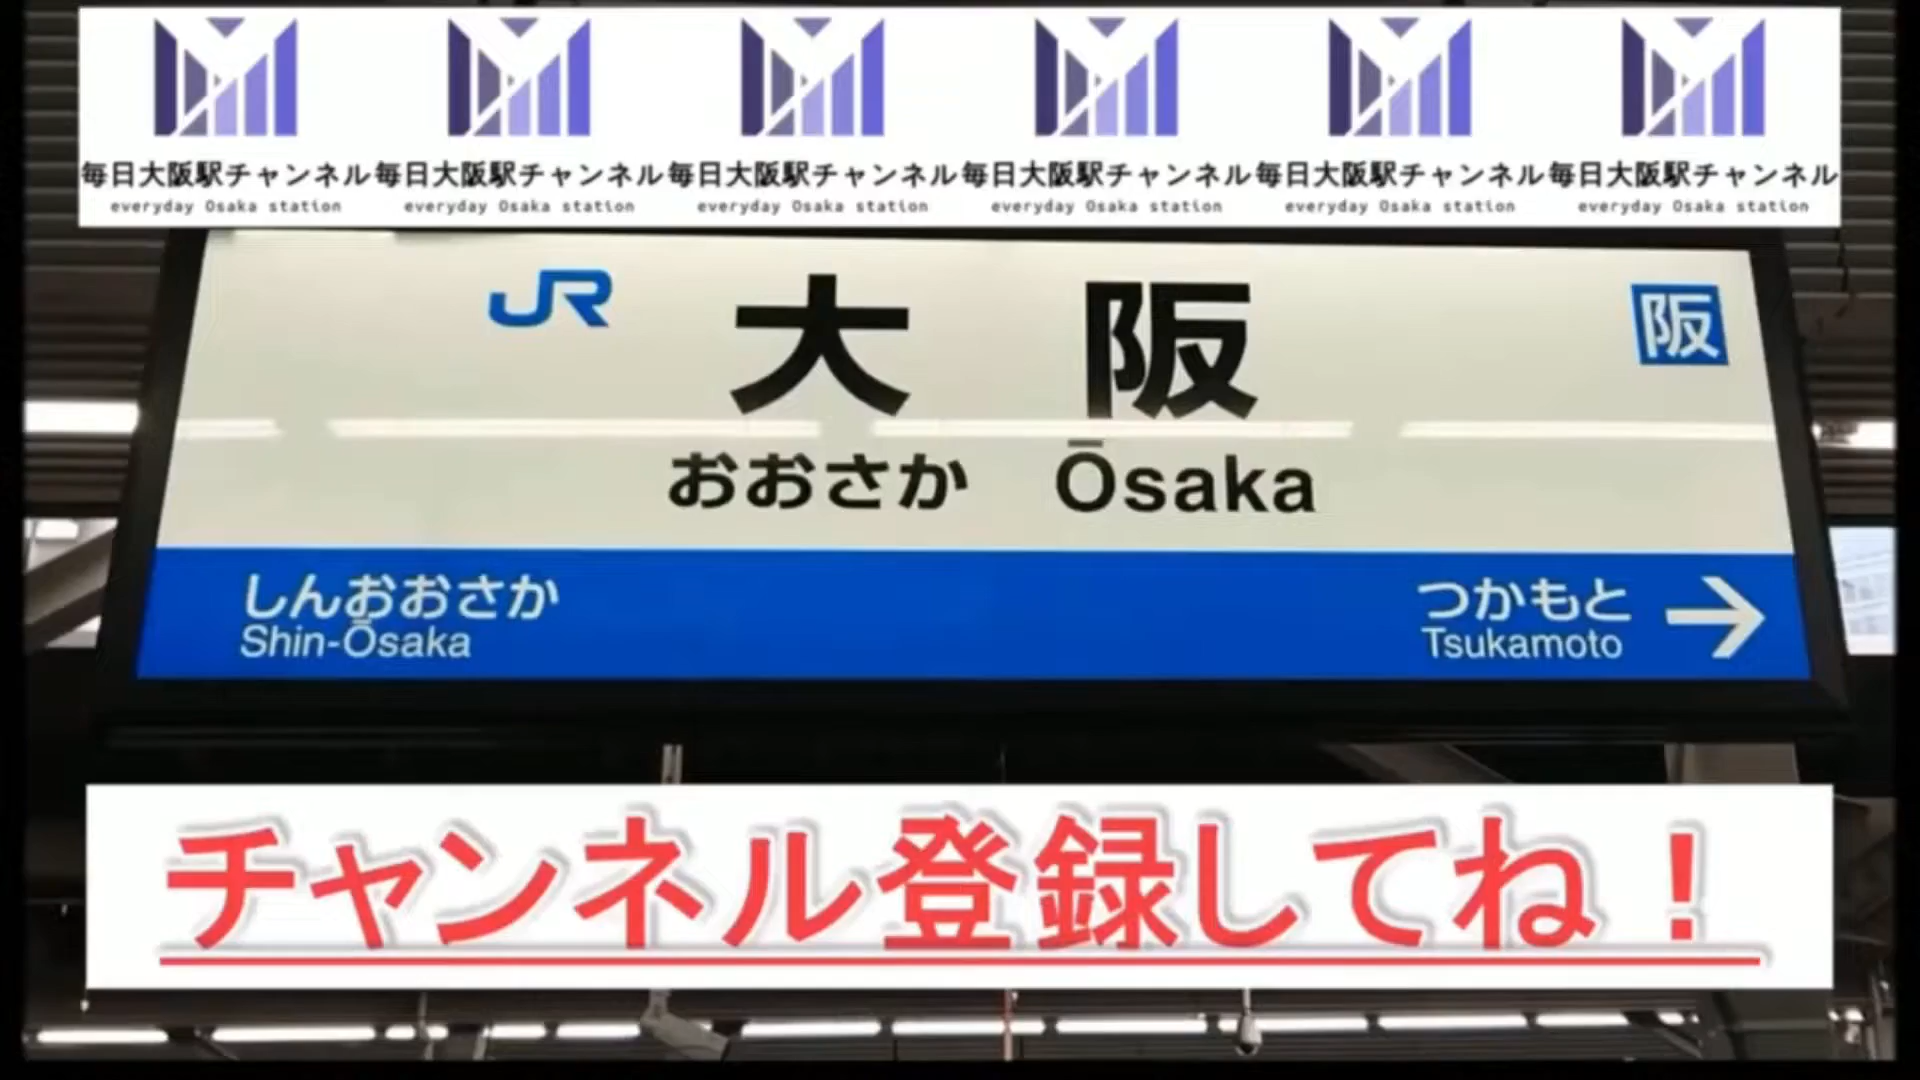 毎日大阪駅チャンネル 毎日大阪駅チャンネル 毎日大阪駅チャンネル 毎日大阪駅チャンネル 毎日大阪駅チャンネル 毎日大阪駅チャンネル
everyday Osaka station everyday Osaka station everyday Osaka station everyday Osaka station everyday Osaka station everyday Osaka station
JR 大阪 阪
おおさか Ōsaka
しんおおさか つかもと →
Shin-Ōsaka Tsukamoto
チャンネル登録してね！